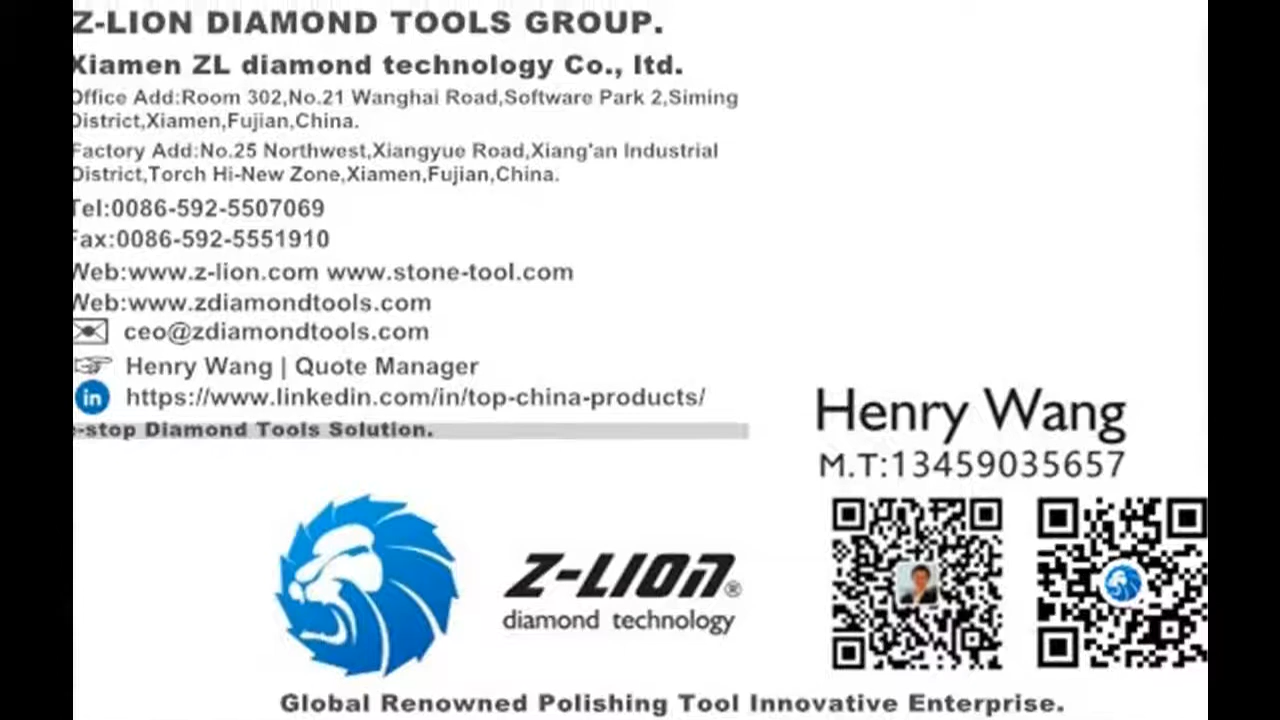 Z-LION DIAMOND TOOLS GROUP.
Xiamen ZL diamond technology Co., ltd.
Office Add:Room 302,No.21 Wanghai Road,Software Park 2,Siming
District,Xiamen,Fujian,China.
Factory Add:No.25 Northwest,Xiangyue Road,Xiang'an Industrial
District,Torch Hi-New Zone,Xiamen,Fujian,China.
Tel:0086-592-5507069
Fax:0086-592-5551910
Web:www.z-lion.com www.stone-tool.com
Web:www.zdiamondtools.com
ceo@zdiamondtools.com
Henry Wang | Quote Manager
in https://www.linkedin.com/in/top-china-products/
e-stop Diamond Tools Solution.
Henry Wang
M.T:13459035657
Z-LION®
diamond technology
Global Renowned Polishing Tool Innovative Enterprise.